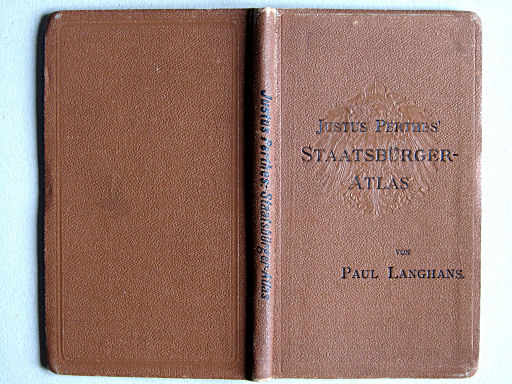 Justus Perthes' Staatsbürger-Atlas
Justus Perthes'
Staatsbürger-
Atlas
von
Paul Langhans.